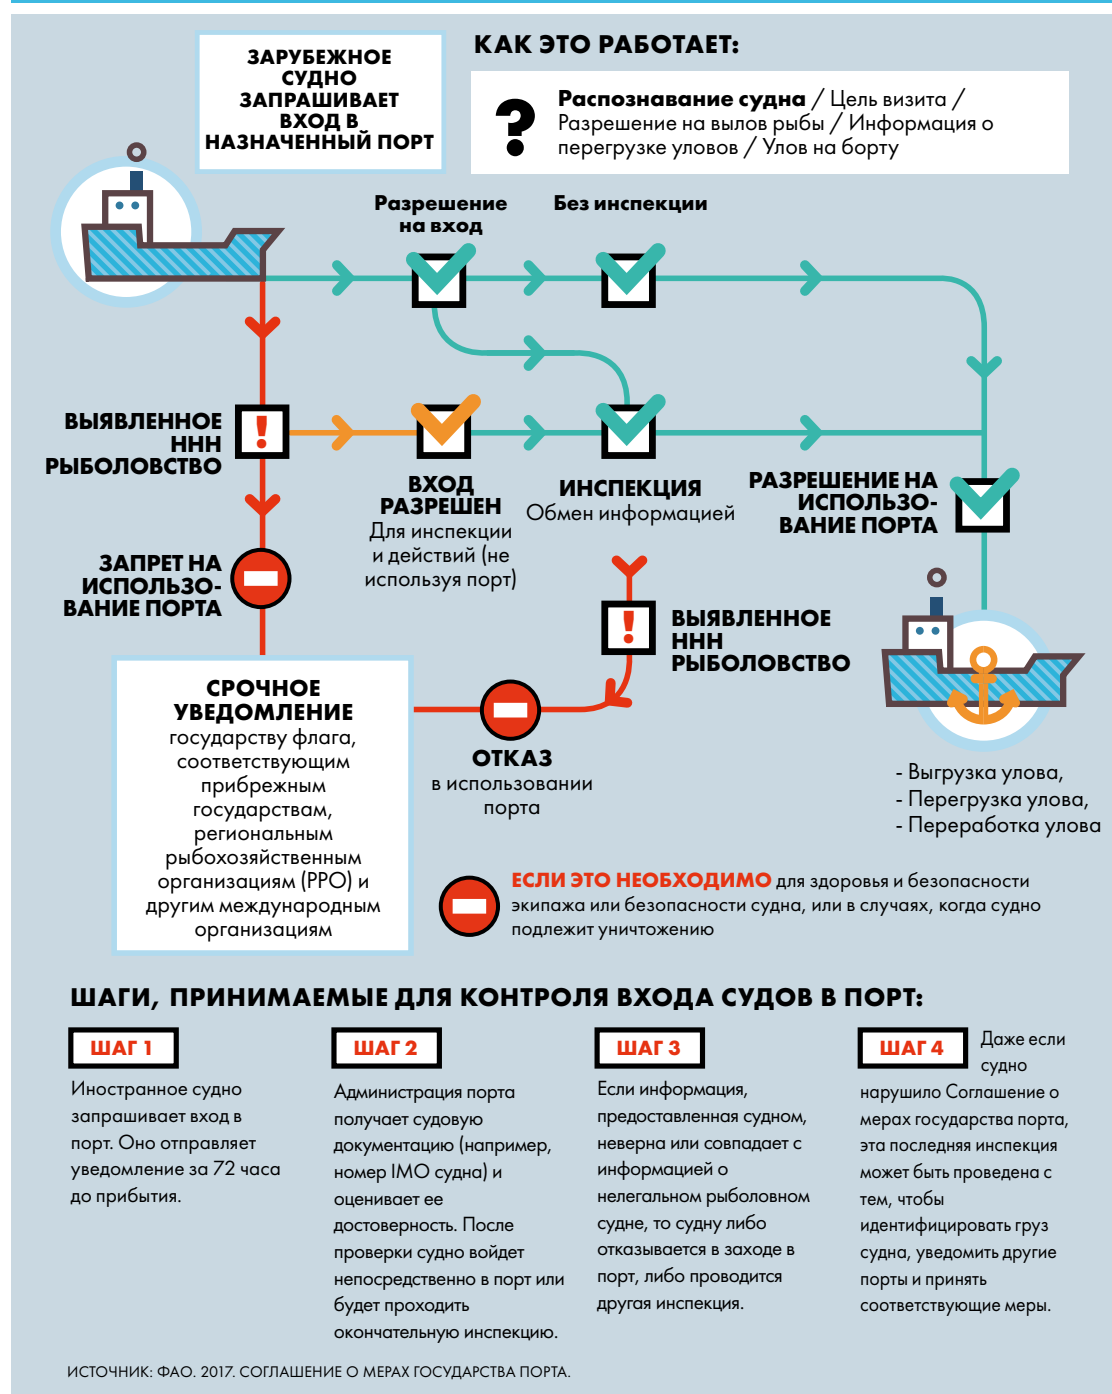 ЗАРУБЕЖНОЕ
СУДНО
ЗАПРАШИВАЕТ
ВХОД В
НАЗНАЧЕННЫЙ ПОРТ
КАК ЭТО РАБОТАЕТ:
?
Распознавание судна / Цель визита /
Разрешение на вылов рыбы / Информация о
перегрузке уловов / Улов на борту
Разрешение
на вход
Без инспекции
ВЫЯВЛЕННОЕ
ННН
РЫБОЛОВСТВО
!
ВХОД
РАЗРЕШЕН
Для инспекции
и действий (не
используя порт)
ИНСПЕКЦИЯ
Обмен информацией
РАЗРЕШЕНИЕ НА
ИСПОЛЬЗО-
ВАНИЕ ПОРТА
ЗАПРЕТ НА
ИСПОЛЬЗО-
ВАНИЕ ПОРТА
!
ВЫЯВЛЕННОЕ
ННН
РЫБОЛОВСТВО
СРОЧНОЕ
УВЕДОМЛЕНИЕ
государству флага,
соответствующим
прибрежным
государствам,
региональным
рыбохозяйственным
организациям (РРО) и
другим международным
организациям
ОТКАЗ
в использовании
порта
- Выгрузка улова,
- Перегрузка улова,
- Переработка улова
ЕСЛИ ЭТО НЕОБХОДИМО для здоровья и безопасности
экипажа или безопасности судна, или в случаях, когда судно
подлежит уничтожению
ШАГИ, ПРИНИМАЕМЫЕ ДЛЯ КОНТРОЛЯ ВХОДА СУДОВ В ПОРТ:
ШАГ 1
Иностранное судно
запрашивает вход в
порт. Оно отправляет
уведомление за 72 часа
до прибытия.
ШАГ 2
Администрация порта
получает судовую
документацию (например,
номер IMO судна) и
оценивает ее
достоверность. После
проверки судно войдет
непосредственно в порт или
будет проходить
окончательную инспекцию.
ШАГ 3
Если информация,
предоставленная судном,
неверна или совпадает с
информацией о
нелегальном рыболовном
судне, то судну либо
отказывается в заходе в
порт, либо проводится
другая инспекция.
ШАГ 4
Даже если
судно
нарушило Соглашение о
мерах государства порта,
эта последняя инспекция
может быть проведена с
тем, чтобы
идентифицировать груз
судна, уведомить другие
порты и принять
соответствующие меры.
ИСТОЧНИК: ФАО. 2017. СОГЛАШЕНИЕ О МЕРАХ ГОСУДАРСТВА ПОРТА.